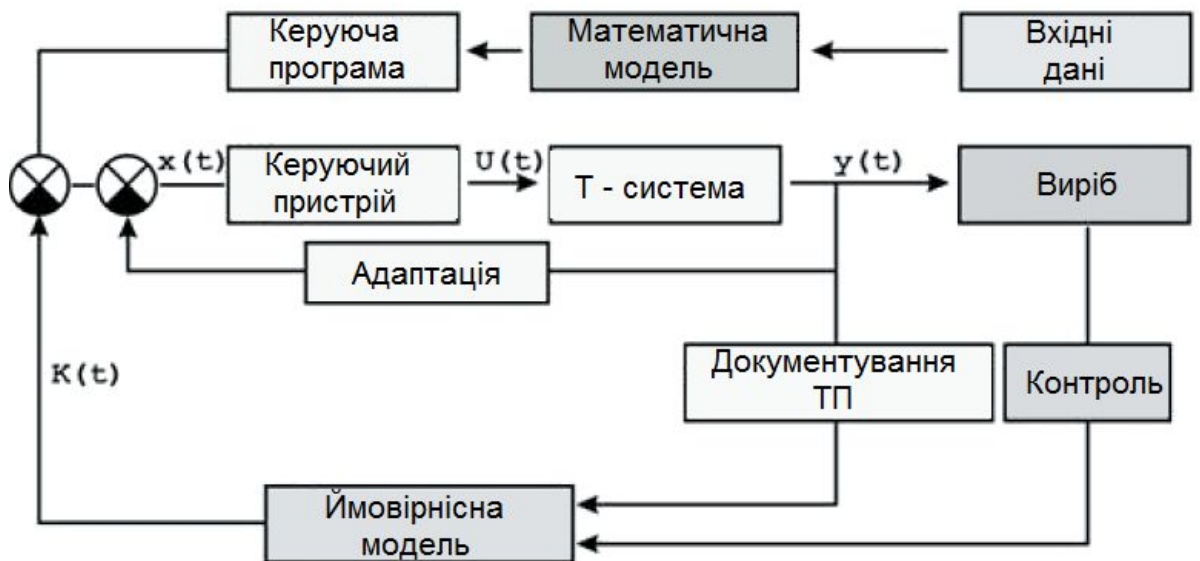 Керуюча
програма
Математична
модель
Вхідні
дані
x(t)
Керуючий
пристрій
U(t)
Т - система
y(t)
Виріб
Адаптація
K(t)
Документування
ТП
Контроль
Ймовірнісна
модель